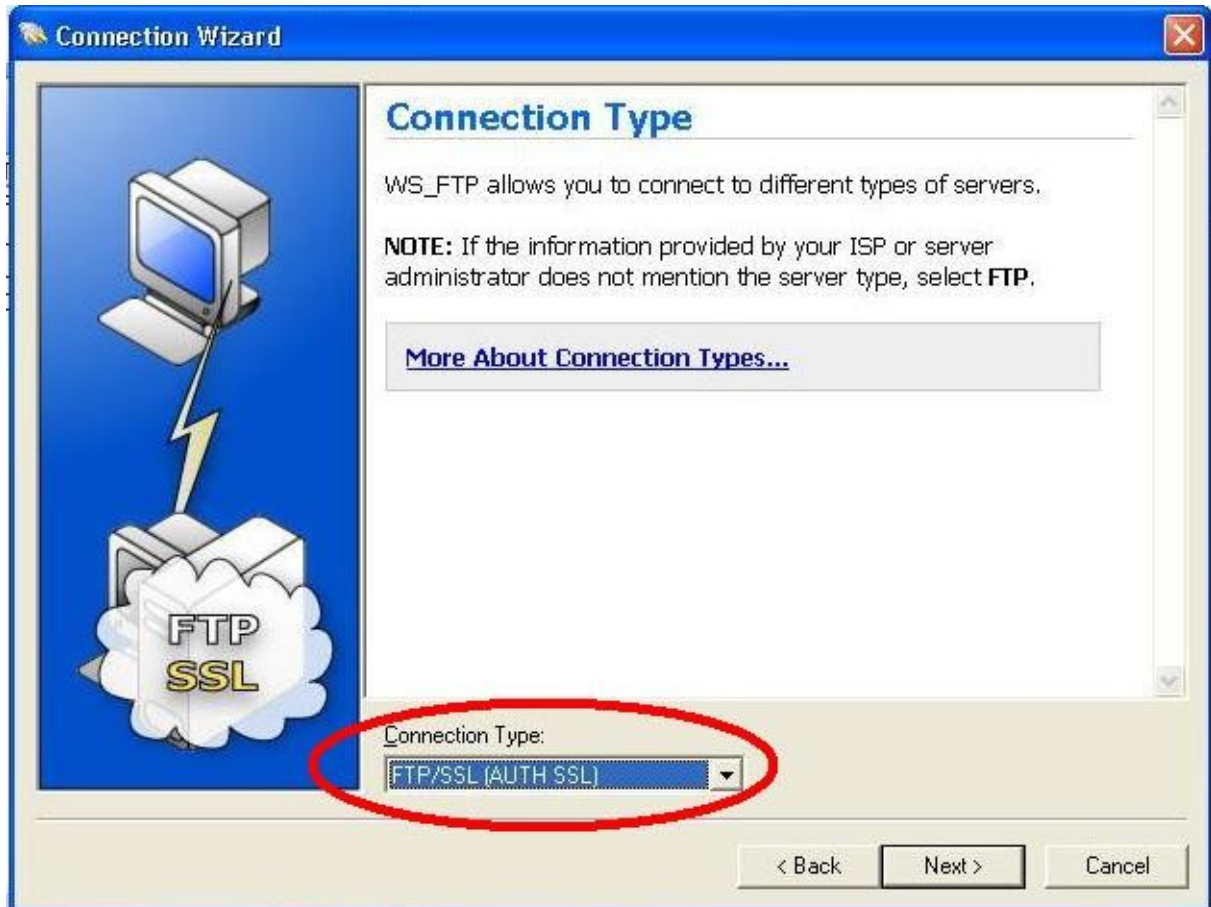 Connection Wizard
Connection Type
WS_FTP allows you to connect to different types of servers.
NOTE: If the information provided by your ISP or server
administrator does not mention the server type, select FTP.
More About Connection Types...
FTP
SSL
Connection Type:
FTP/SSL (AUTH SSL)
< Back
Next >
Cancel